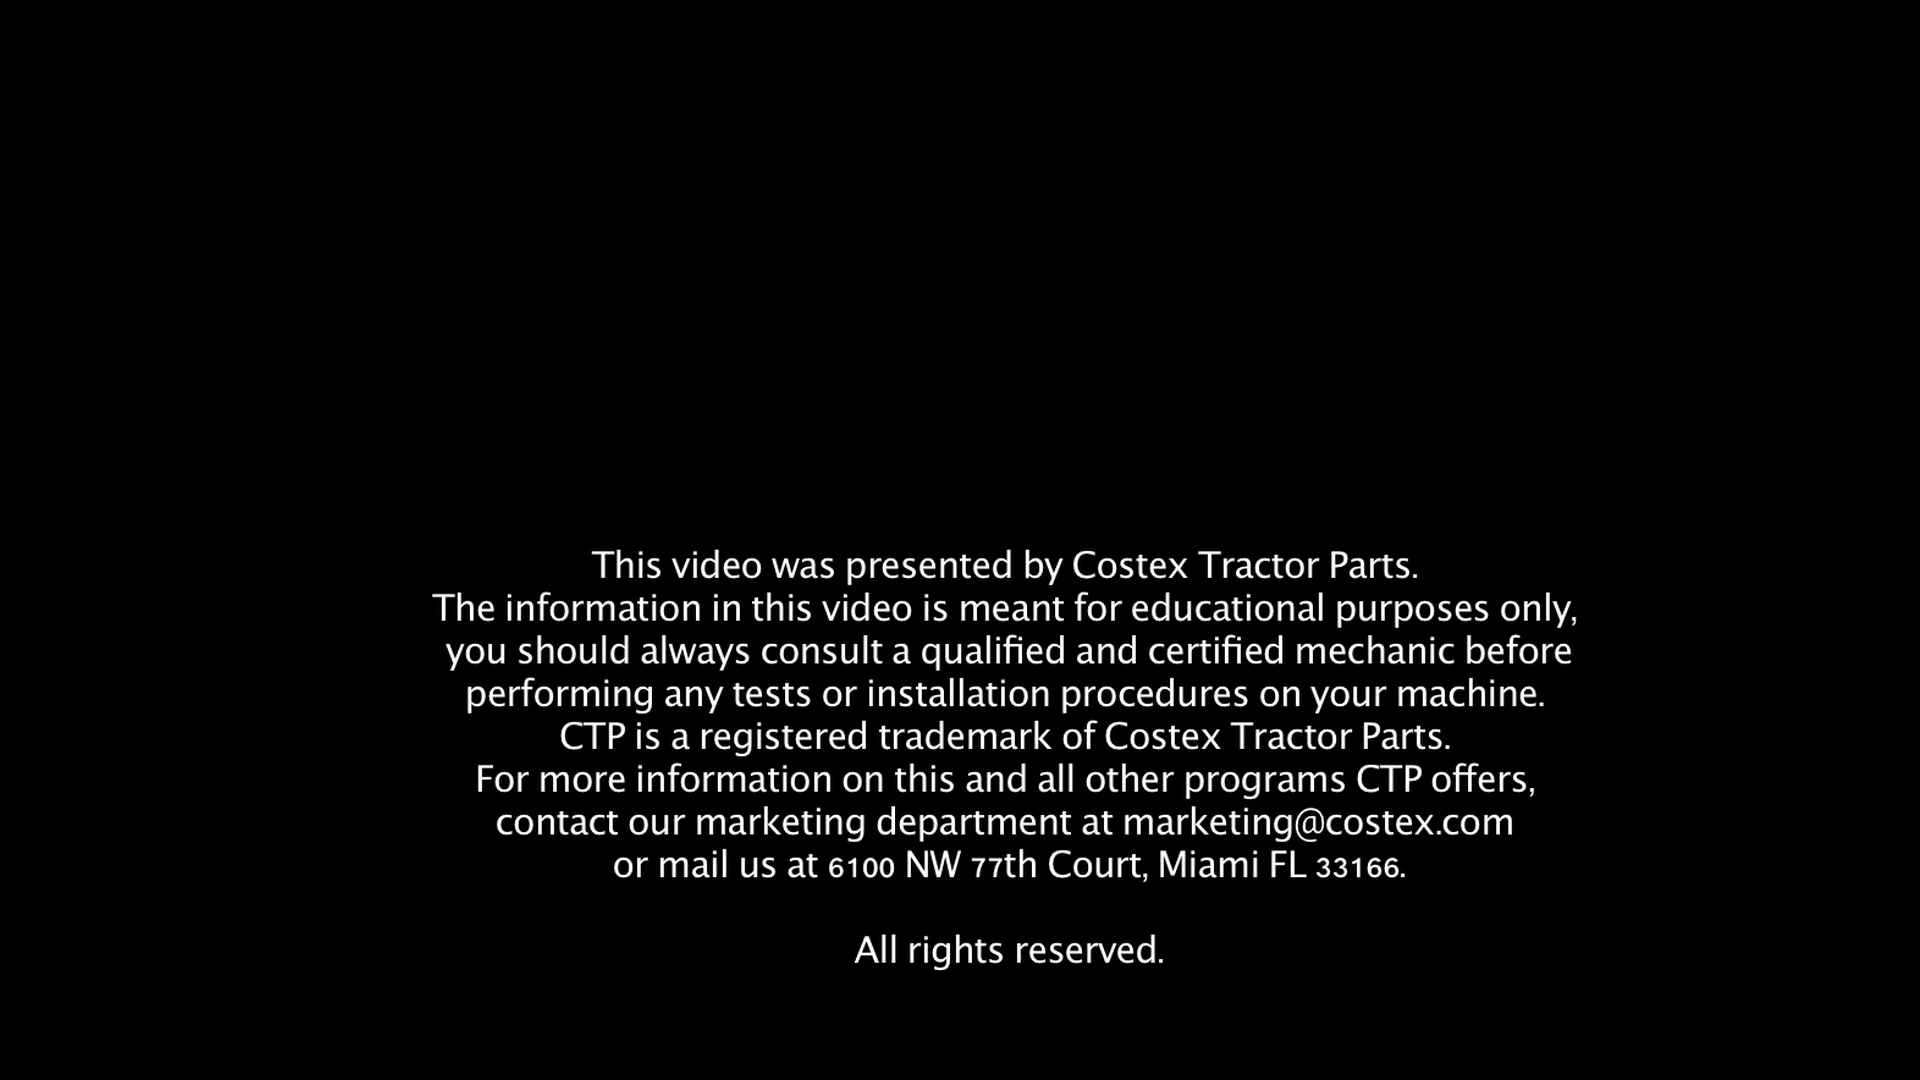 This video was presented by Costex Tractor Parts.
The information in this video is meant for educational purposes only,
you should always consult a qualified and certified mechanic before
performing any tests or installation procedures on your machine.
CTP is a registered trademark of Costex Tractor Parts.
For more information on this and all other programs CTP offers,
contact our marketing department at marketing@costex.com
or mail us at 6100 NW 77th Court, Miami FL 33166.
All rights reserved.